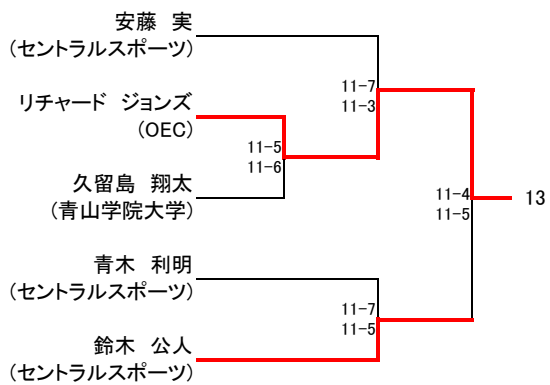 安藤 実
(セントラルスポーツ)
リチャード ジョンズ
(OEC)
久留島 翔太
(青山学院大学)
青木 利明
(セントラルスポーツ)
鈴木 公人
(セントラルスポーツ)
11-5
11-6
11-7
11-3
11-7
11-5
11-4
11-5
13